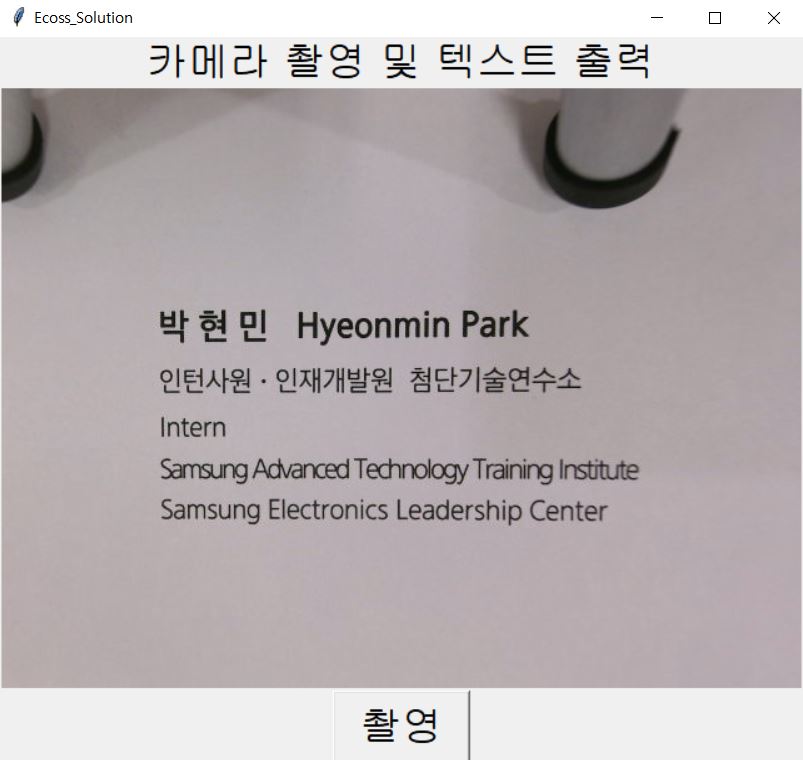 Ecoss_Solution
카메라 촬영 및 텍스트 출력
박 현 민 Hyeonmin Park
인턴사원 · 인재개발원 첨단기술연수소
Intern
Samsung Advanced Technology Training Institute
Samsung Electronics Leadership Center
촬영